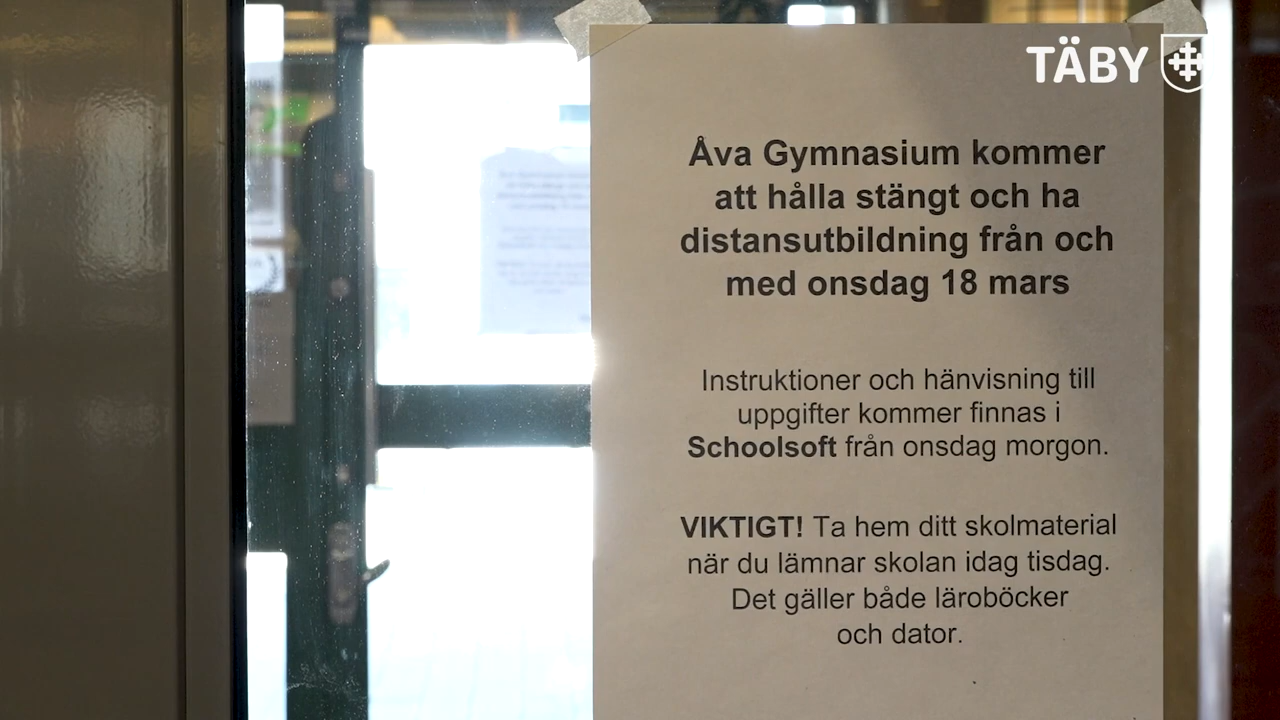 TÄBY
Åva Gymnasium kommer
att hålla stängt och ha
distansutbildning från och
med onsdag 18 mars
Instruktioner och hänvisning till
uppgifter kommer finnas i
Schoolsoft från onsdag morgon.
VIKTIGT! Ta hem ditt skolmaterial
när du lämnar skolan idag tisdag.
Det gäller både läroböcker
och dator.